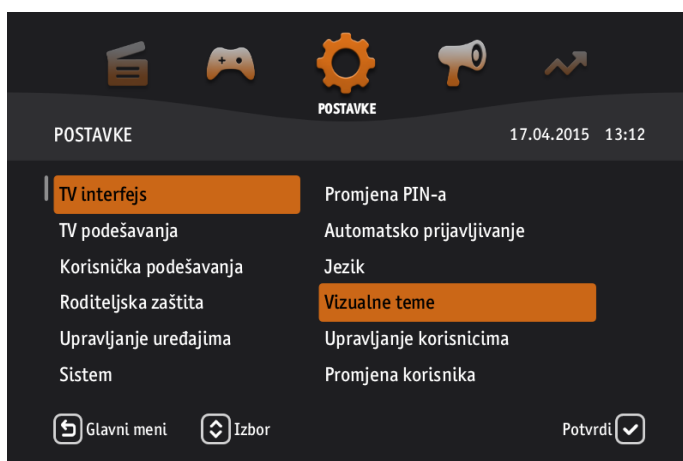 POSTAVKE
POSTAVKE
17.04.2015 13:12
TV interfejs
TV podešavanja
Korisnička podešavanja
Roditeljska zaštita
Upravljanje uređajima
Sistem
Promjena PIN-a
Automatsko prijavljivanje
Jezik
Vizualne teme
Upravljanje korisnicima
Promjena korisnika
Glavni meni
Izbor
Potvrdi